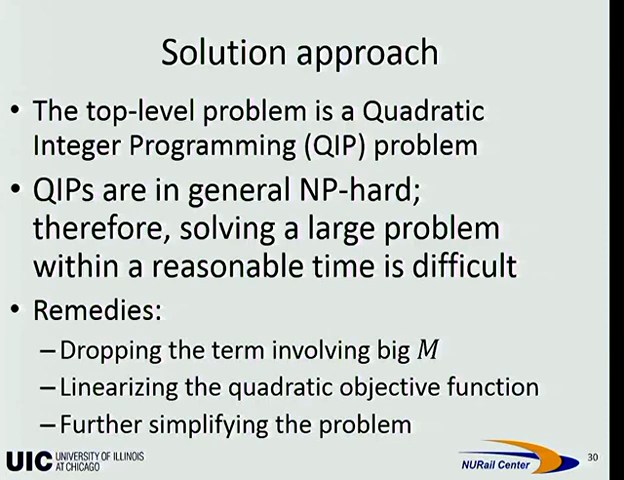 Solution approach
• The top-level problem is a Quadratic
Integer Programming (QIP) problem
• QIPs are in general NP-hard;
therefore, solving a large problem
within a reasonable time is difficult
• Remedies:
–Dropping the term involving big M
–Linearizing the quadratic objective function
–Further simplifying the problem
UIC UNIVERSITY OF ILLINOIS
AT CHICAGO
NURail Center
30